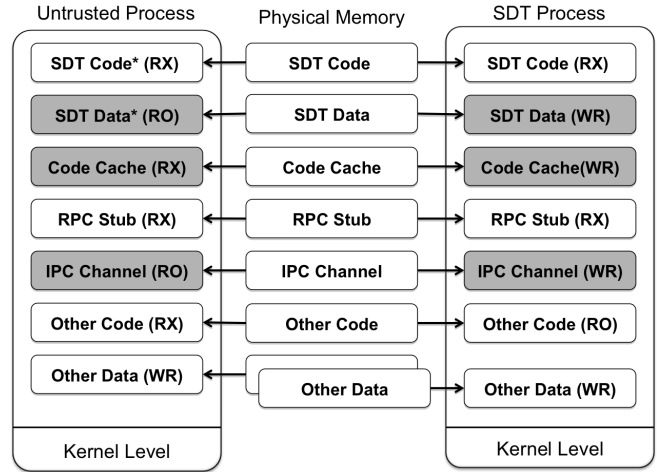 Untrusted Process Physical Memory SDT Process
SDT Code* (RX) SDT Code SDT Code (RX)
SDT Data* (RO) SDT Data SDT Data (WR)
Code Cache (RX) Code Cache Code Cache(WR)
RPC Stub (RX) RPC Stub RPC Stub (RX)
IPC Channel (RO) IPC Channel IPC Channel (WR)
Other Code (RX) Other Code Other Code (RO)
Other Data (WR) Other Data Other Data (WR)
Kernel Level Kernel Level